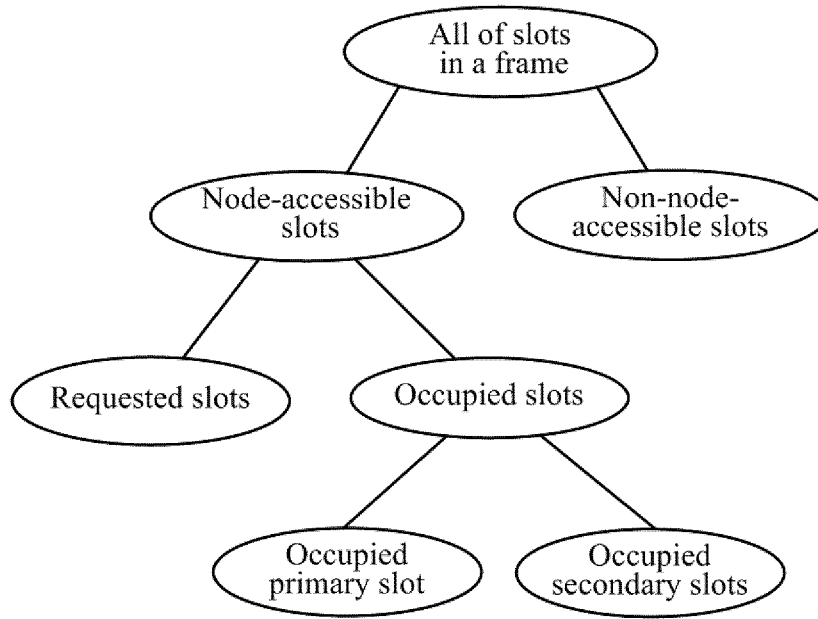 All of slots
in a frame
Node-accessible
slots
Non-node-
accessible slots
Requested slots
Occupied slots
Occupied
primary slot
Occupied
secondary slots